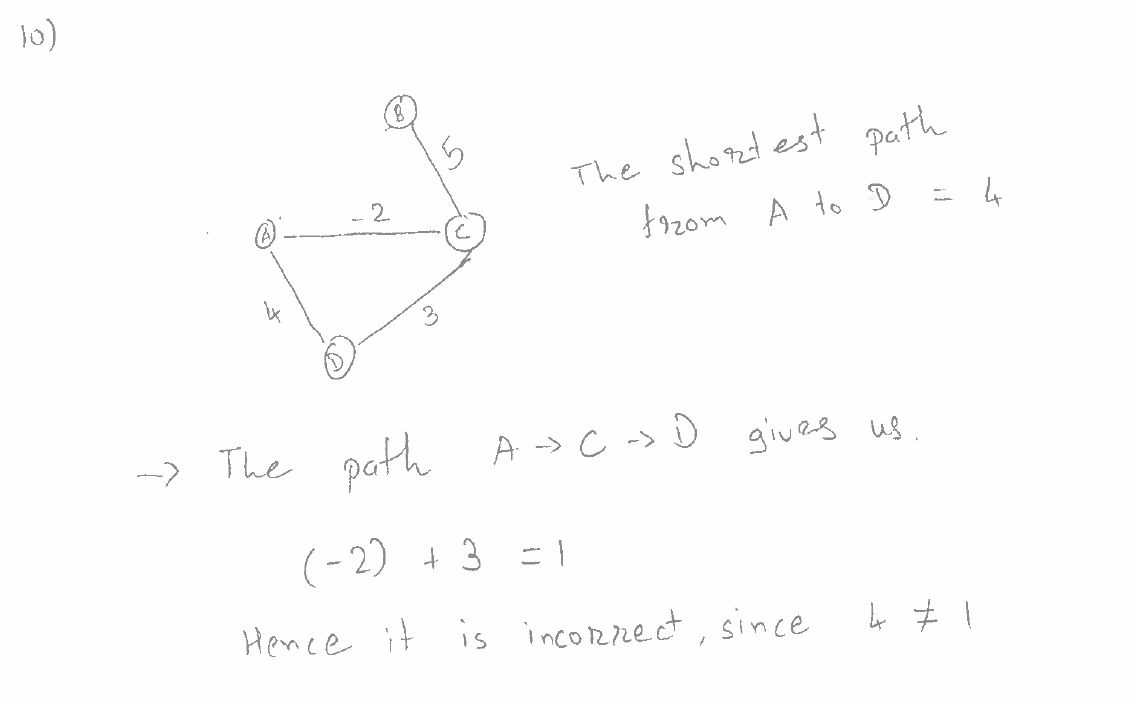 10)
B
5
The shortest path
from A to D = 4
A -2 C
4
3
D
→ The path A → C → D gives us.
(-2) + 3 = 1
Hence it is incorrect, since 4 ≠ 1